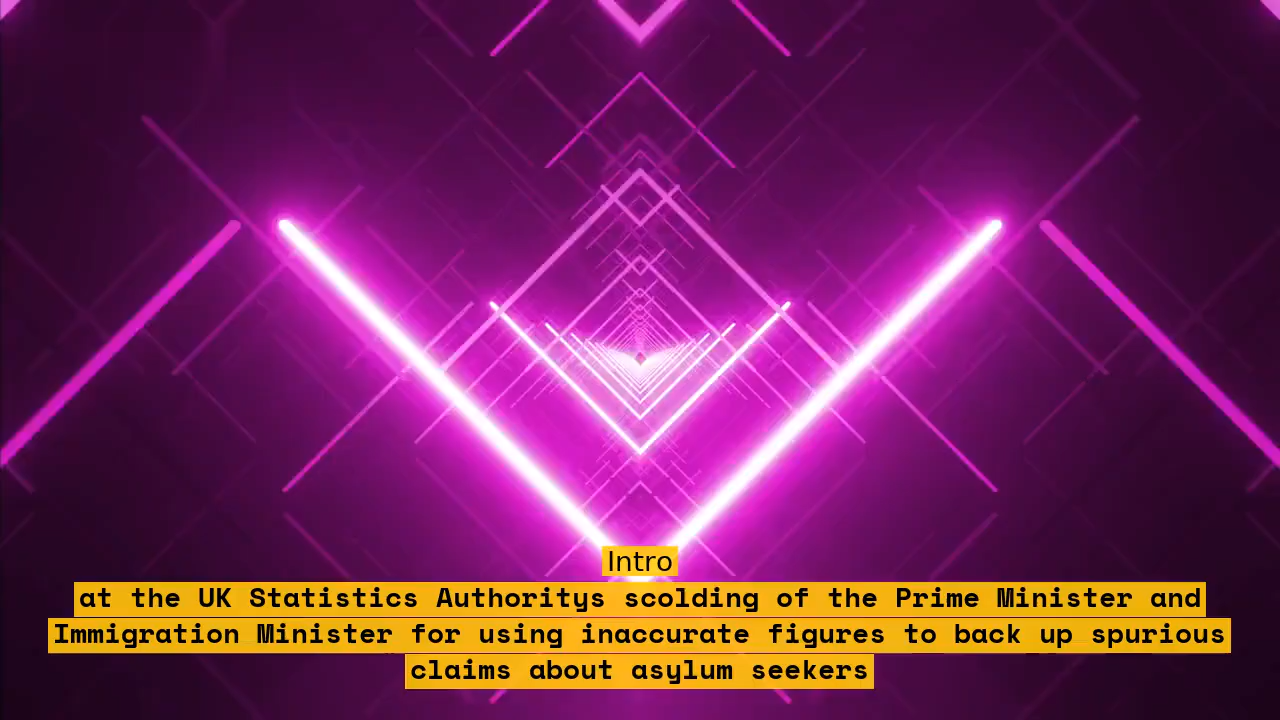 Intro
at the UK Statistics Authoritys scolding of the Prime Minister and
Immigration Minister for using inaccurate figures to back up spurious
claims about asylum seekers